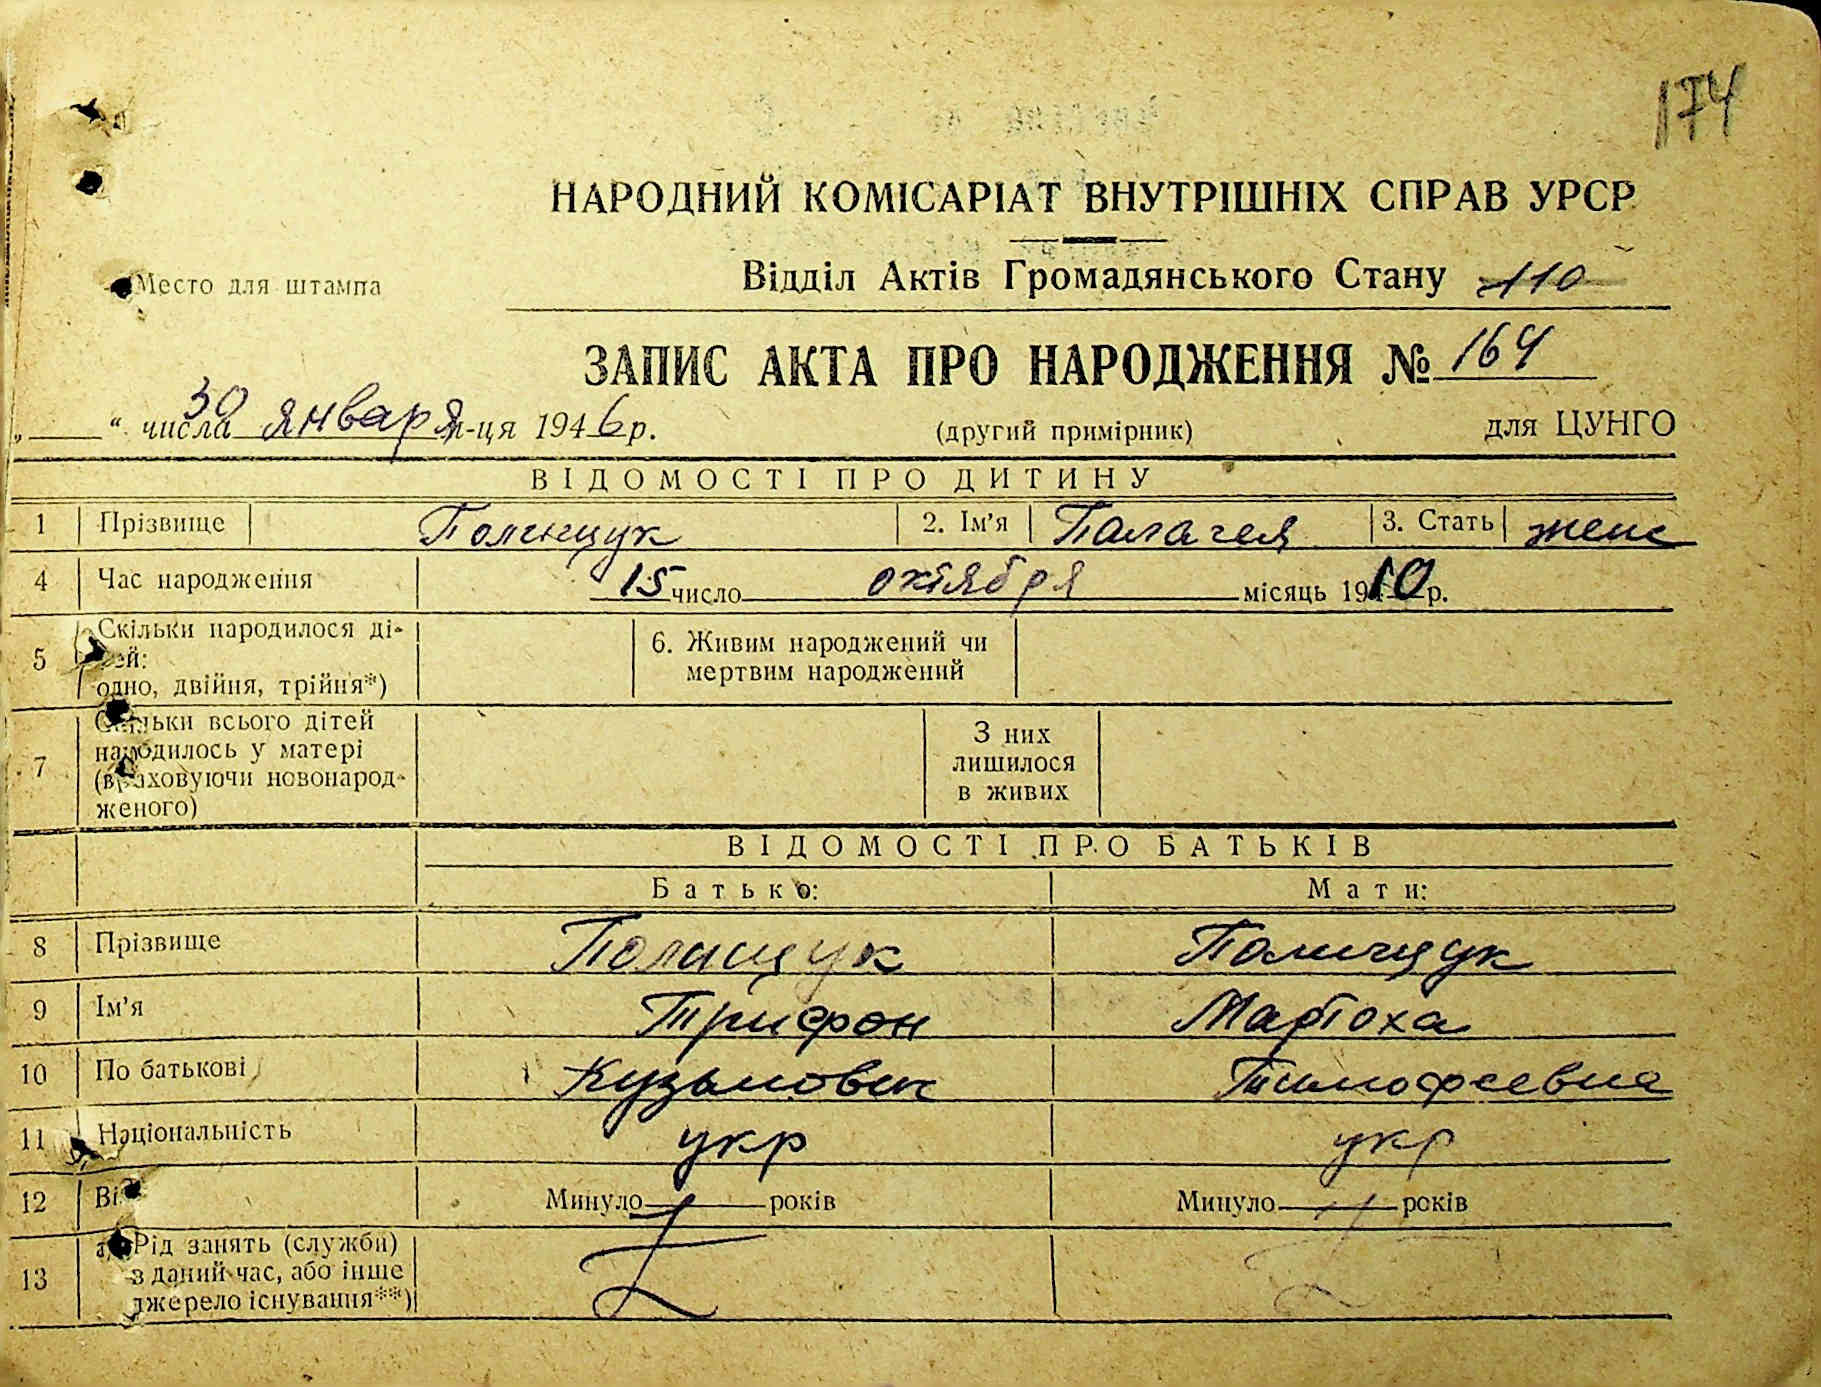 174
НАРОДНИЙ КОМІСАРІАТ ВНУТРІШНІХ СПРАВ УРСР
Место для штампа
Відділ Актів Громадянського Стану 110
ЗАПИС АКТА ПРО НАРОДЖЕННЯ № 164
„ “ числа 30 января м-ця 1946 р. (другий примірник) для ЦУНГО
ВІДОМОСТІ ПРО ДИТИНУ
1 Прізвище Полищук 2. Ім'я Палагея 3. Стать женс
4 Час народження 15 число октября місяць 1910 р.
5 Скільки народилося дітей: одно, двійня, трійня*) 6. Живим народжений чи мертвим народжений
7 Скільки всього дітей народилось у матері (враховуючи новонародженого) З них лишилося в живих
ВІДОМОСТІ ПРО БАТЬКІВ
Батько: Мати:
8 Прізвище Полищук Полищук
9 Ім'я Трифон
10 По батькові Кузьмович Тимофеевна
11 Національність укр укр
12 Вік Минуло років Минуло років
13 Рід занять (служби) в даний час, або інше джерело існування**)